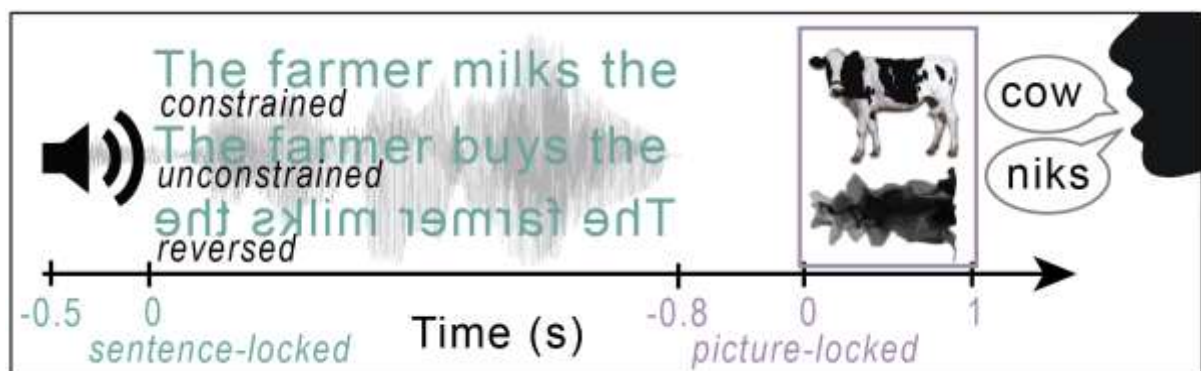 The farmer milks the
constrained
The farmer buys the
unconstrained
The farmer milks the
reversed
cow
niks
-0.5 0 -0.8 0 1
sentence-locked Time (s) picture-locked